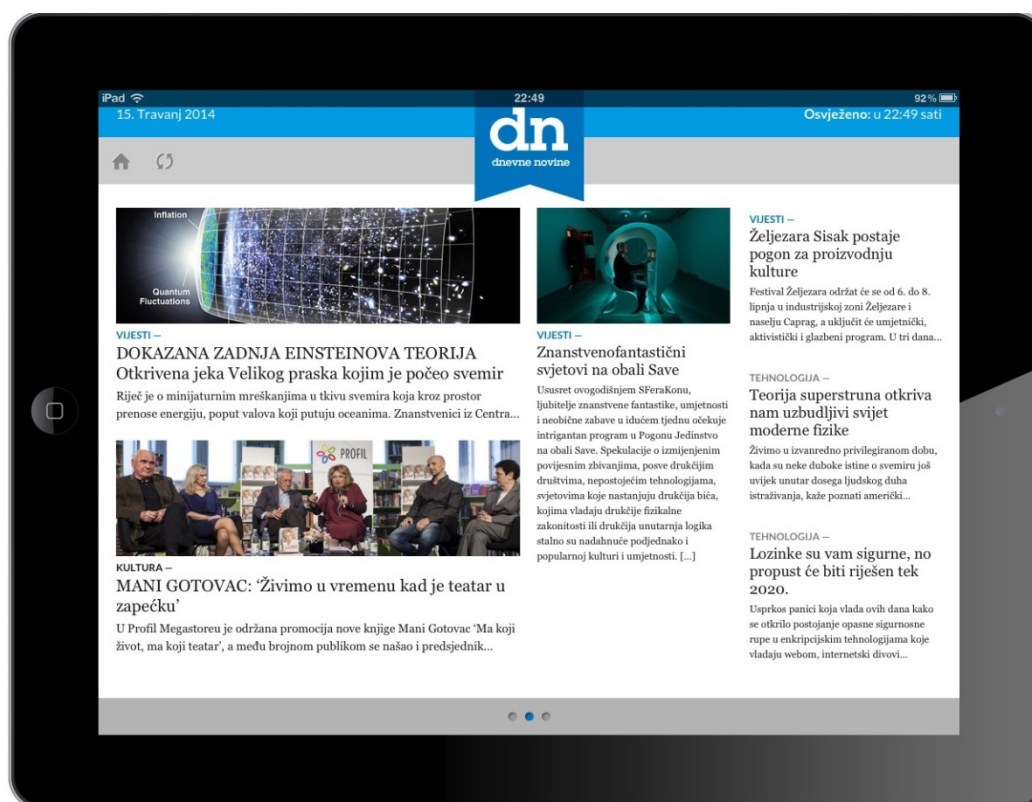 iPad
22:49
92%
15. Travanj 2014
dn
dnevne novine
Osvježeno: u 22:49 sati
Inflation
Quantum
Fluctuations
VIJESTI —
DOKAZANA ZADNJA EINSTEINOVA TEORIJA
Otkrivena jeka Velikog praska kojim je počeo svemir
Riječ je o minijaturnim mreškanjima u tkivu svemira koja kroz prostor
prenose energiju, poput valova koji putuju oceanima. Znanstvenici iz Centra...
PROFIL
KULTURA —
MANI GOTOVAC: ‘Živimo u vremenu kad je teatar u
zapećku’
U Profil Megastoreu je održana promocija nove knjige Mani Gotovac ‘Ma koji
život, ma koji teatar’, a među brojnom publikom se našao i predsjednik...
VIJESTI —
Znanstvenofantastični
svjetovi na obali Save
Ususret ovogodišnjem SFeraKonu,
ljubitelje znanstvene fantastike, umjetnosti
i neobične zabave u idućem tjednu očekuje
intrigantan program u Pogonu Jedinstvo
na obali Save. Spekulacije o izmijenjenim
povijesnim zbivanjima, posve drukčijim
društvima, nepostojećim tehnologijama,
svjetovima koje nastanjuju drukčija bića,
kojima vladaju drukčije fizikalne
zakonitosti ili drukčija unutarnja logika
stalno su nadahnuće podjednako i
popularnoj kulturi i umjetnosti. [...]
VIJESTI —
Željezara Sisak postaje
pogon za proizvodnju
kulture
Festival Željezara održat će se od 6. do 8.
lipnja u industrijskoj zoni Željezare i
naselju Caprag, a uključit će umjetnički,
aktivistički i glazbeni program. U tri dana...
TEHNOLOGIJA —
Teorija superstruna otkriva
nam uzbudljivi svijet
moderne fizike
Živimo u izvanredno privilegiranom dobu,
kada su neke duboke istine o svemiru još
uvijek unutar dosega ljudskog duha
istraživanja, kaže poznati američki...
TEHNOLOGIJA —
Lozinke su vam sigurne, no
propust će biti riješen tek
2020.
Usprkos panici koja vlada ovih dana kako
se otkrilo postojanje opasne sigurnosne
rupe u enkripcijskim tehnologijama koje
vladaju webom, internetski divovi...